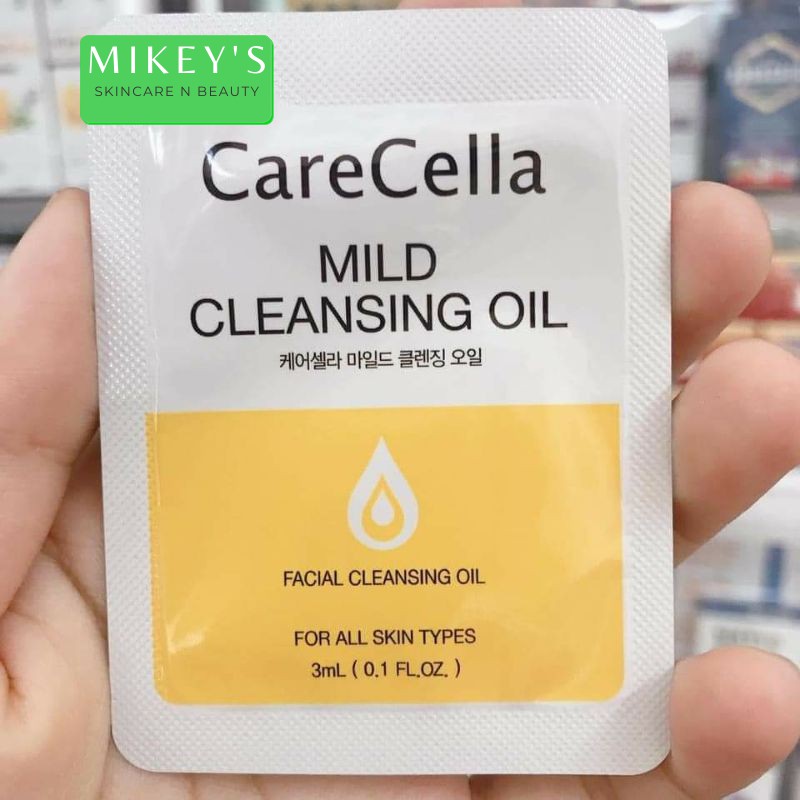 MIKEY'S
SKINCARE N BEAUTY
CareCella
MILD
CLEANSING OIL
케어셀라 마일드 클렌징 오일
FACIAL CLEANSING OIL
FOR ALL SKIN TYPES
3mL ( 0.1 FL.OZ. )